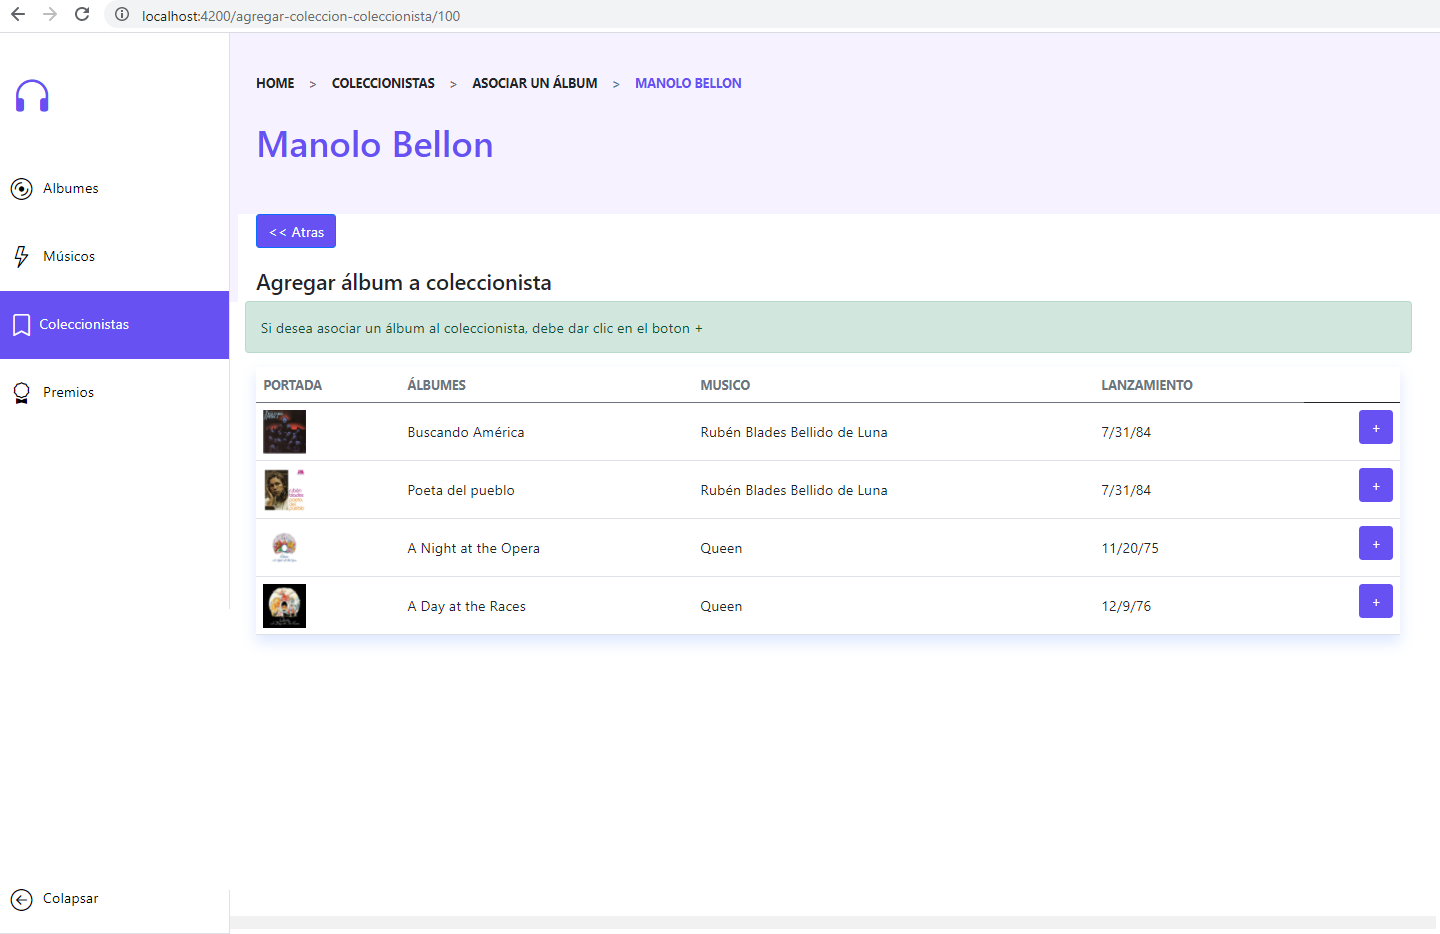 localhost:4200/agregar-coleccion-coleccionista/100
HOME > COLECCIONISTAS > ASOCIAR UN ÁLBUM > MANOLO BELLON
Manolo Bellon
Albumes
Músicos
Coleccionistas
Premios
Colapsar
<< Atras
Agregar álbum a coleccionista
Si desea asociar un álbum al coleccionista, debe dar clic en el boton +
PORTADA ÁLBUMES MUSICO LANZAMIENTO
Buscando América Rubén Blades Bellido de Luna 7/31/84 +
Poeta del pueblo Rubén Blades Bellido de Luna 7/31/84 +
A Night at the Opera Queen 11/20/75 +
A Day at the Races Queen 12/9/76 +